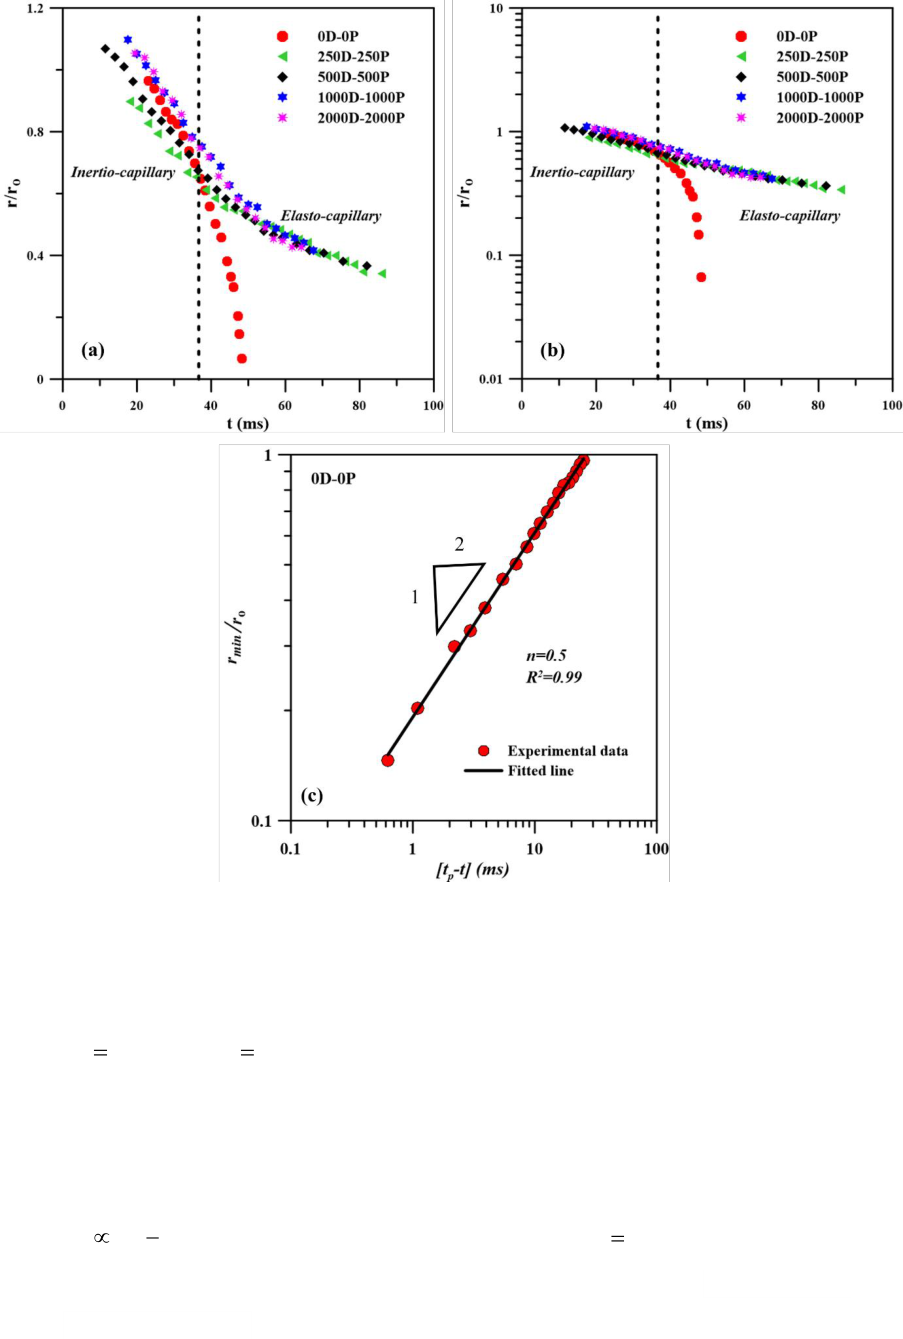 1.2
0.8
0.4
0
r/ro
0D-0P
250D-250P
500D-500P
1000D-1000P
2000D-2000P
Inertio-capillary
Elasto-capillary
(a)
0 20 40 60 80 100
t (ms)
10
1
0.1
0.01
r/ro
0D-0P
250D-250P
500D-500P
1000D-1000P
2000D-2000P
Inertio-capillary
Elasto-capillary
(b)
0 20 40 60 80 100
t (ms)
1
0.1
rmin/ro
0D-0P
2
1
n=0.5
R²=0.99
Experimental data
Fitted line
(c)
0.1 1 10 100
[tp-t] (ms)
= =
∝ − =